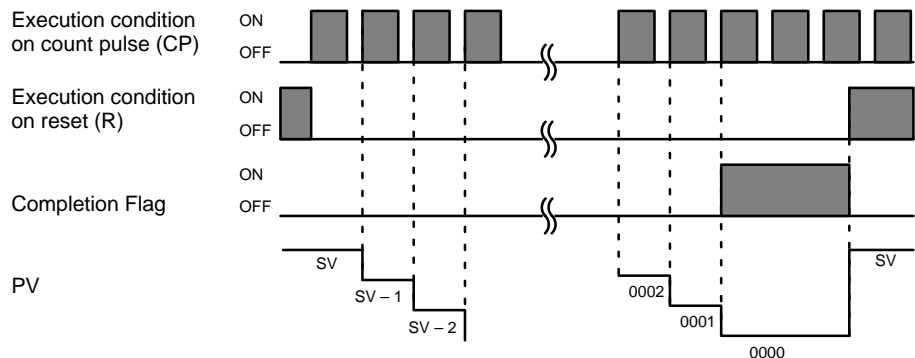 Execution condition
on count pulse (CP)
ON
OFF
Execution condition
on reset (R)
ON
OFF
Completion Flag
ON
OFF
PV
SV
SV – 1
SV – 2
0002
0001
0000
SV